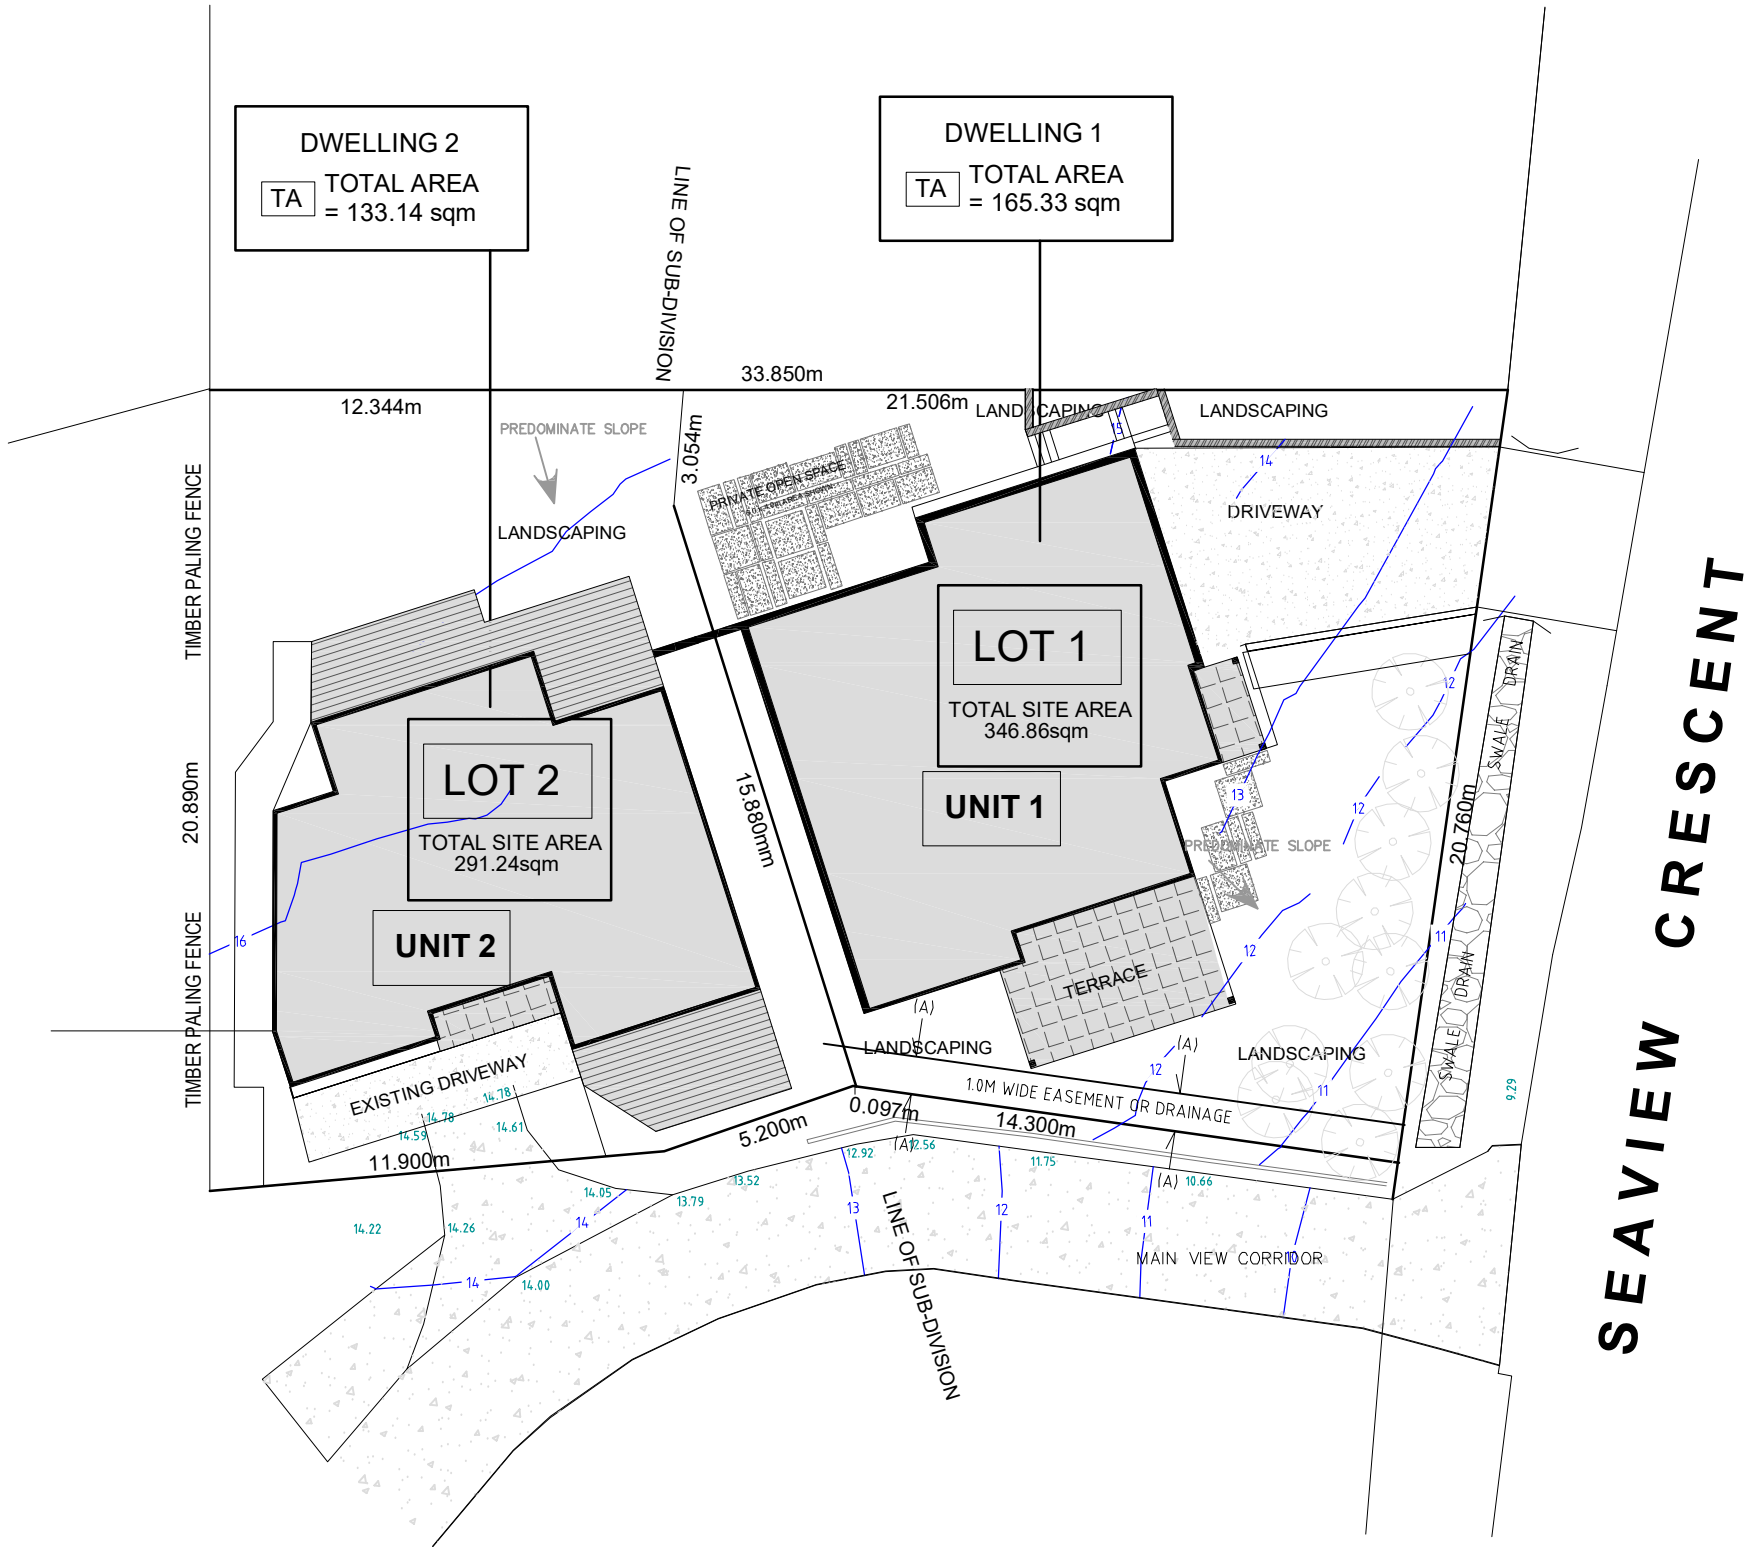 DWELLING 2
TA
TOTAL AREA
= 133.14 sqm
DWELLING 1
TA
TOTAL AREA
= 165.33 sqm
LINE OF SUB-DIVISION
33.850m
12.344m
21.506m
LANDSCAPING
LANDSCAPING
PREDOMINATE SLOPE
3.054m
15
14
PRIVATE OPEN SPACE
TIMBER PALING FENCE
LANDSCAPING
DRIVEWAY
LOT 1
TOTAL SITE AREA
346.86sqm
UNIT 1
LOT 2
TOTAL SITE AREA
291.24sqm
UNIT 2
20.890m
15.880mm
12
SWALE DRAIN
13
12
20.760m
PREDOMINATE SLOPE
SEAVIEW CRESCENT
16
TIMBER PALING FENCE
12
11
TERRACE
SWALE DRAIN
(A)
LANDSCAPING
(A)
LANDSCAPING
12
11
9.29
1.0M WIDE EASEMENT OR DRAINAGE
EXISTING DRIVEWAY
14.78
14.78
14.59
14.61
0.097m
14.300m
5.200m
11.900m
(A)
12.92
12.56
11.75
(A)
10.66
13.52
13.79
14.05
14
14.22
14.26
13
12
11
10
MAIN VIEW CORRIDOR
14
14.00
LINE OF SUB-DIVISION